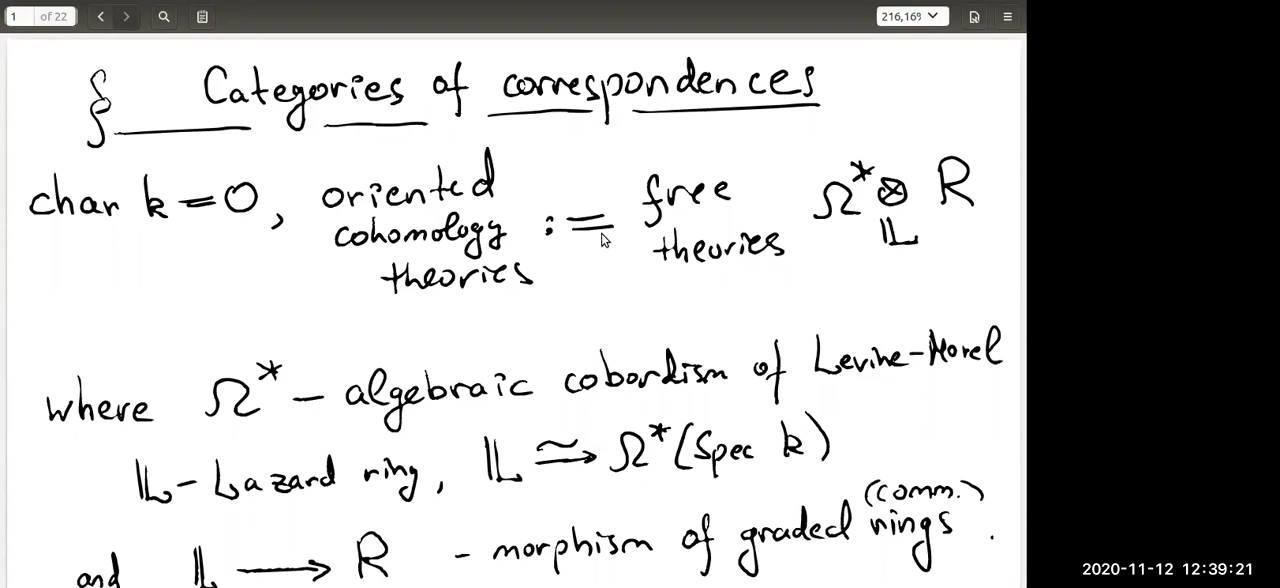 1 of 22 216,16%
§ Categories of correspondences
char k = 0, oriented cohomology theories := free theories Ω* ⊗_𝕃 R
where Ω* – algebraic cobordism of Levine-Morel
𝕃 – Lazard ring, 𝕃 ⥲ Ω*(Spec k)
and 𝕃 ⟶ R – morphism of graded (comm.) rings.
2020-11-12 12:39:21